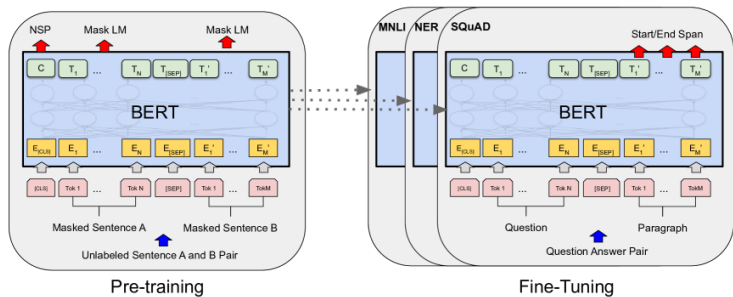 NSP Mask LM Mask LM
C T1 ... TN T[SEP] T1' ... TM'
BERT
E[CLS] E1 ... EN E[SEP] E1' ... EM'
[CLS] Tok 1 ... Tok N [SEP] Tok 1 ... TokM
Masked Sentence A Masked Sentence B
Unlabeled Sentence A and B Pair
Pre-training
MNLI NER SQuAD
Start/End Span
C T1 ... TN T[SEP] T1' ... TM'
BERT
E[CLS] E1 ... EN E[SEP] E1' ... EM'
[CLS] Tok 1 ... Tok N [SEP] Tok 1 ... TokM
Question Paragraph
Question Answer Pair
Fine-Tuning